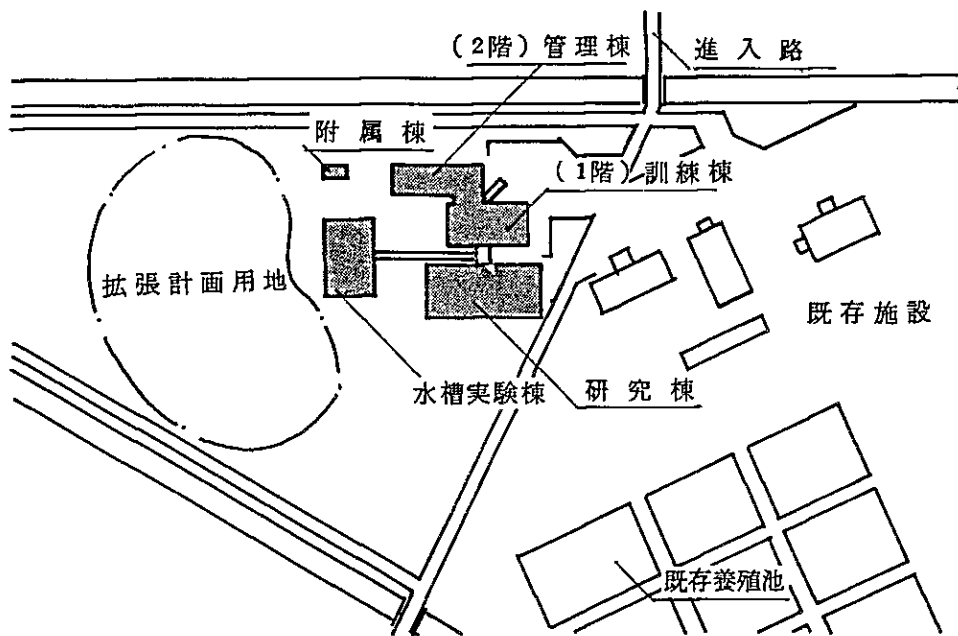 (2階)管理棟
進入路
附属棟
(1階)訓練棟
拡張計画用地
既存施設
水槽実験棟
研究棟
既存養殖池